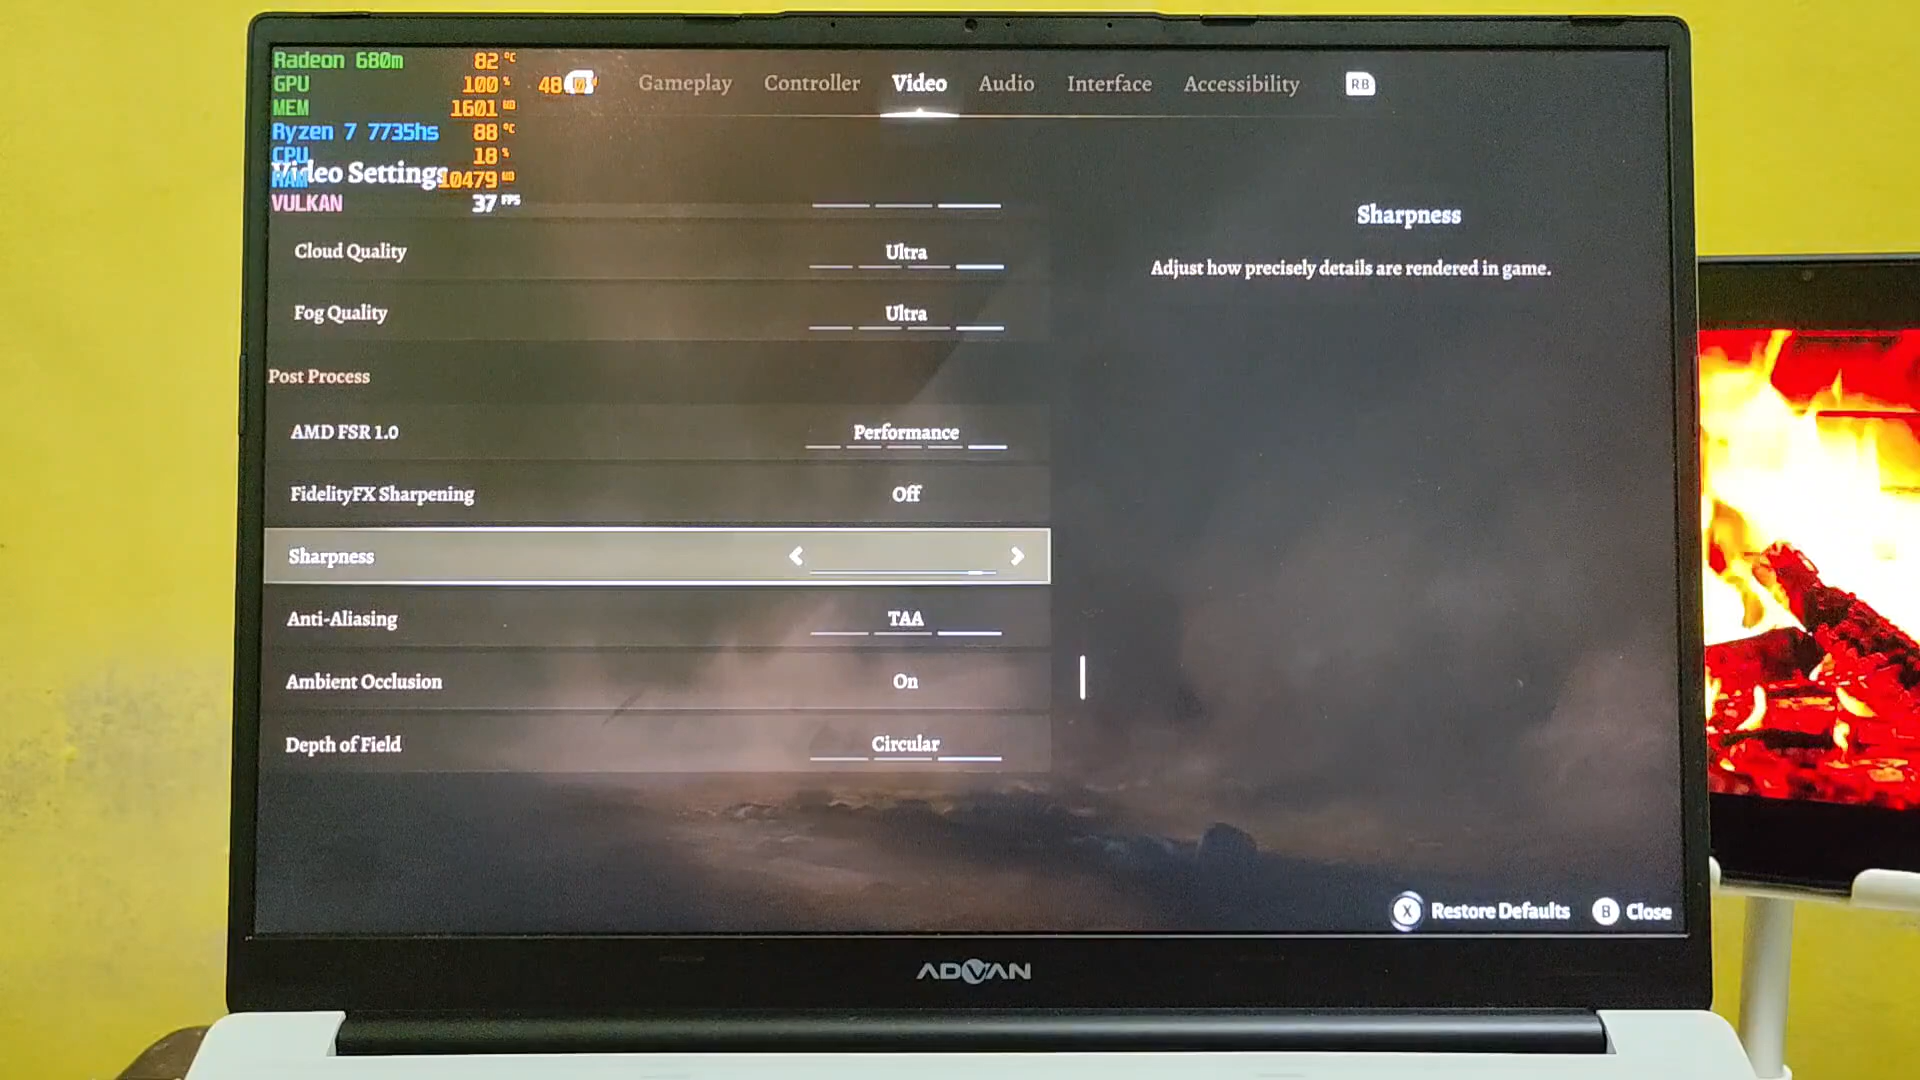 Radeon 680m 82 °C
GPU 100 % 48
MEM 1601 MB
Ryzen 7 7735hs 88 °C
CPU 18 %
RAM 10479 MB
VULKAN 37 FPS
Gameplay Controller Video Audio Interface Accessibility RB
Video Settings
Cloud Quality Ultra
Fog Quality Ultra
Post Process
AMD FSR 1.0 Performance
FidelityFX Sharpening Off
Sharpness
Anti-Aliasing TAA
Ambient Occlusion On
Depth of Field Circular
Sharpness
Adjust how precisely details are rendered in game.
X Restore Defaults B Close
ADVAN